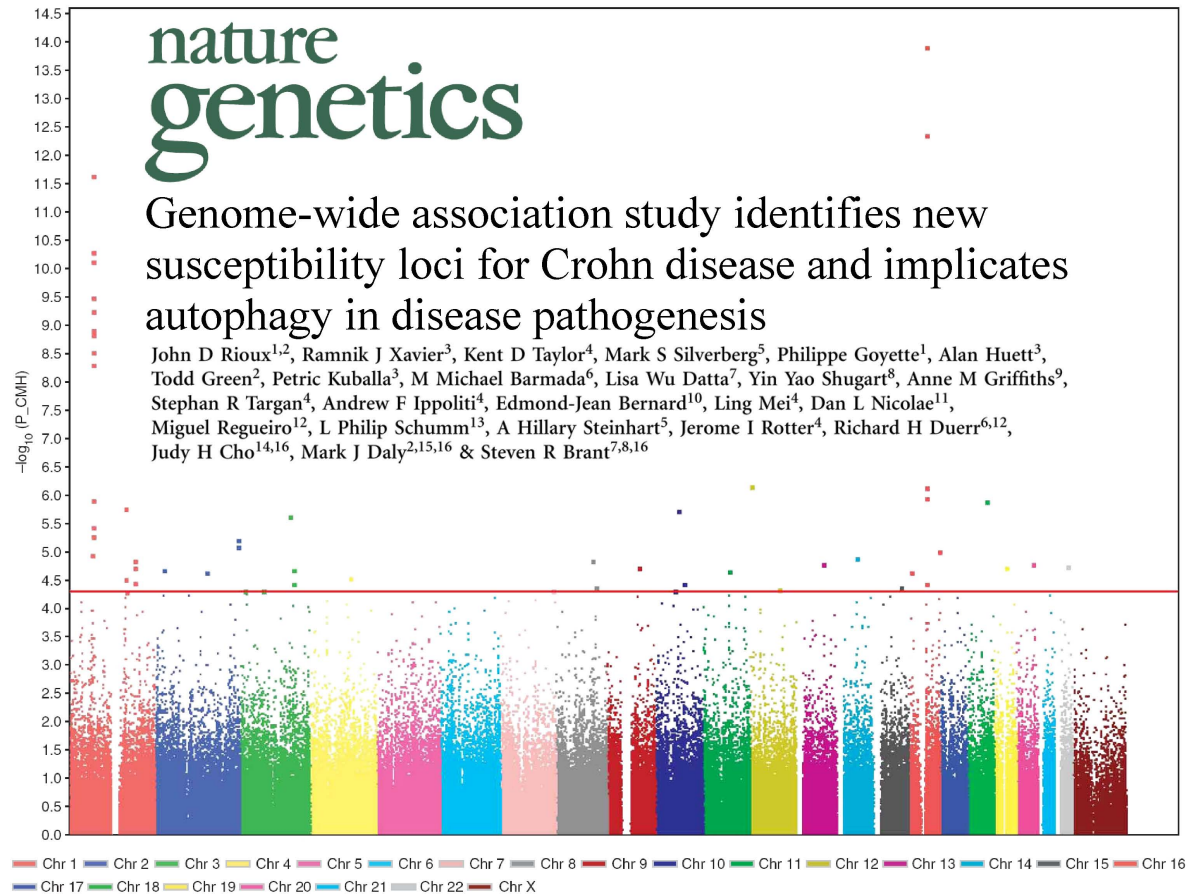 14.5
14.0
13.5
13.0
12.5
12.0
11.5
11.0
10.5
10.0
9.5
9.0
8.5
8.0
7.5
7.0
6.5
6.0
5.5
5.0
4.5
4.0
3.5
3.0
2.5
2.0
1.5
1.0
0.5
0.0
–log10 (P_CMH)
nature
genetics
Genome-wide association study identifies new
susceptibility loci for Crohn disease and implicates
autophagy in disease pathogenesis
John D Rioux1,2, Ramnik J Xavier3, Kent D Taylor4, Mark S Silverberg5, Philippe Goyette1, Alan Huett3,
Todd Green2, Petric Kuballa3, M Michael Barmada6, Lisa Wu Datta7, Yin Yao Shugart8, Anne M Griffiths9,
Stephan R Targan4, Andrew F Ippoliti4, Edmond-Jean Bernard10, Ling Mei4, Dan L Nicolae11,
Miguel Regueiro12, L Philip Schumm13, A Hillary Steinhart5, Jerome I Rotter4, Richard H Duerr6,12,
Judy H Cho14,16, Mark J Daly2,15,16 & Steven R Brant7,8,16
Chr 1 Chr 2 Chr 3 Chr 4 Chr 5 Chr 6 Chr 7 Chr 8 Chr 9 Chr 10 Chr 11 Chr 12 Chr 13 Chr 14 Chr 15 Chr 16
Chr 17 Chr 18 Chr 19 Chr 20 Chr 21 Chr 22 Chr X